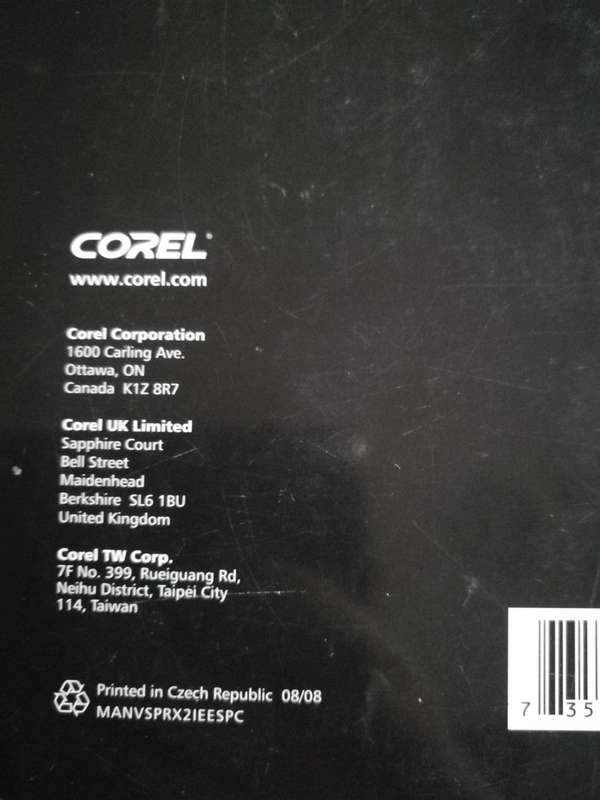 COREL
www.corel.com
Corel Corporation
1600 Carling Ave.
Ottawa, ON
Canada K1Z 8R7
Corel UK Limited
Sapphire Court
Bell Street
Maidenhead
Berkshire SL6 1BU
United Kingdom
Corel TW Corp.
7F No. 399, Rueiguang Rd,
Neihu District, Taipei City
114, Taiwan
Printed in Czech Republic 08/08
MANVSPRX2IEESPC
7 35